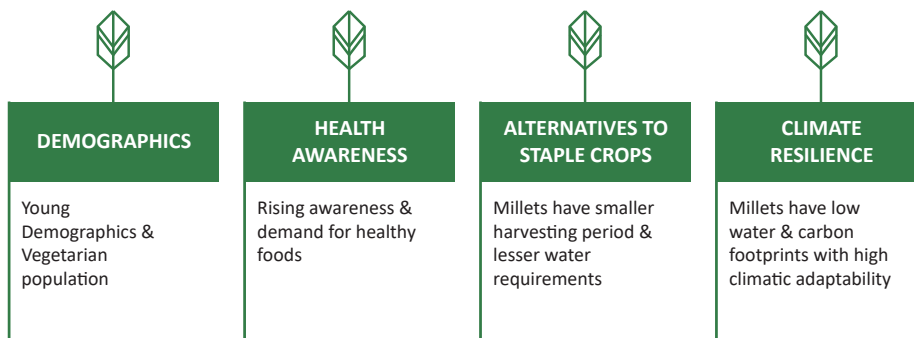 DEMOGRAPHICS
Young
Demographics &
Vegetarian
population
HEALTH
AWARENESS
Rising awareness &
demand for healthy
foods
ALTERNATIVES TO
STAPLE CROPS
Millets have smaller
harvesting period &
lesser water
requirements
CLIMATE
RESILIENCE
Millets have low
water & carbon
footprints with high
climatic adaptability